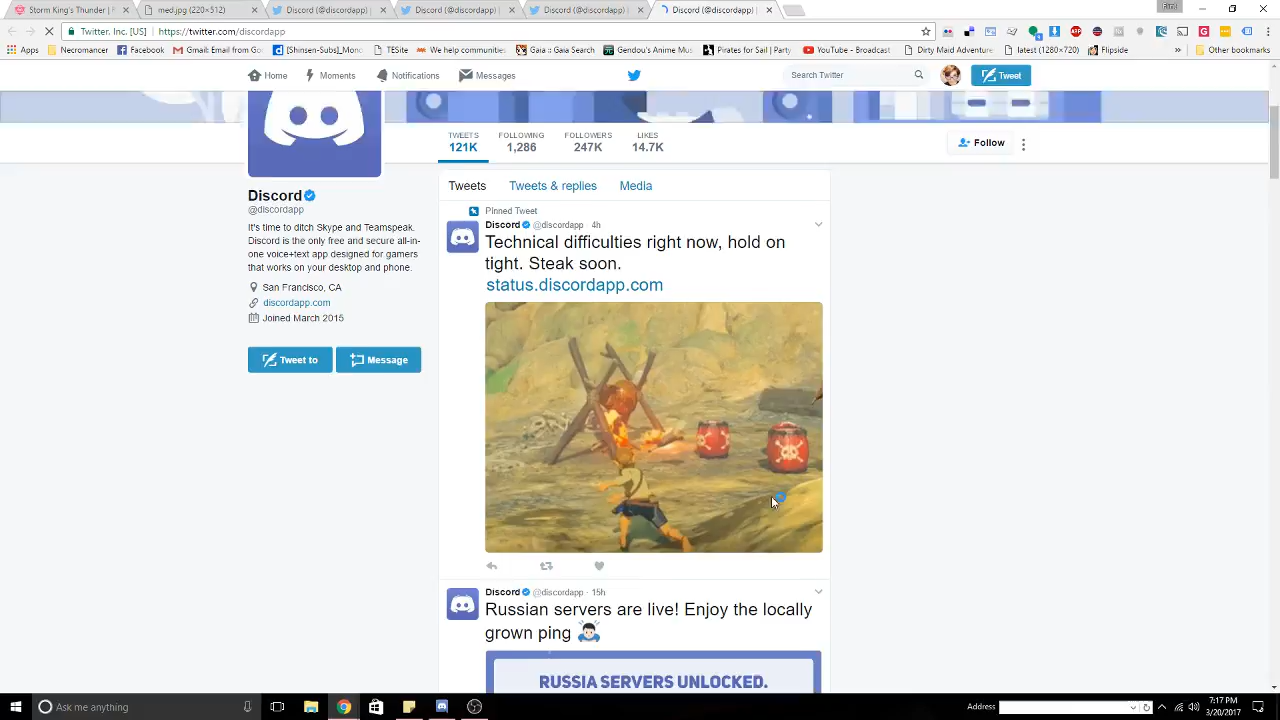 Storm King's Thunder |
med.jpg (220×512)
Discord (@discordapp) |
Discord (@discordapp) |
Discord (@discordapp) |
Discord (@discordapp) |
Twitter, Inc. [US] https://twitter.com/discordapp
Apps Necromancer Facebook Gmail: Email from G [Shinsen-Subs]_Mo TESite We help communities Gaia :: Gaia Search Gendou's Anime Mus Pirates for Sail | Party YouTube - Broadcast Dirty Maid Adventure latest (1280×720) Flipside Other bookmarks
Home Moments Notifications Messages Search Twitter Tweet
TWEETS FOLLOWING FOLLOWERS LIKES
121K 1,286 247K 14.7K
Follow
Discord
@discordapp
It's time to ditch Skype and Teamspeak.
Discord is the only free and secure all-in-
one voice+text app designed for gamers
that works on your desktop and phone.
San Francisco, CA
discordapp.com
Joined March 2015
Tweet to Message
Tweets Tweets & replies Media
Pinned Tweet
Discord @discordapp · 4h
Technical difficulties right now, hold on
tight. Steak soon.
status.discordapp.com
Discord @discordapp · 15h
Russian servers are live! Enjoy the locally
grown ping
RUSSIA SERVERS UNLOCKED.
Ask me anything
Address
7:17 PM
3/20/2017